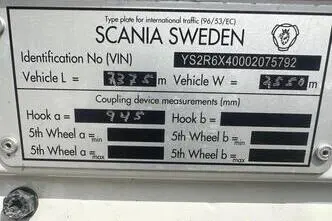 Type plate for international traffic (96/53/EC)
SCANIA SWEDEN
Identification No (VIN) YS2R6X40002075792
Vehicle L = 7375 m Vehicle W = 2550 m
Coupling device measurements (mm)
Hook a = 945 Hook b =
5th Wheel a = min 5th Wheel b = min
5th Wheel a = max 5th Wheel b = max